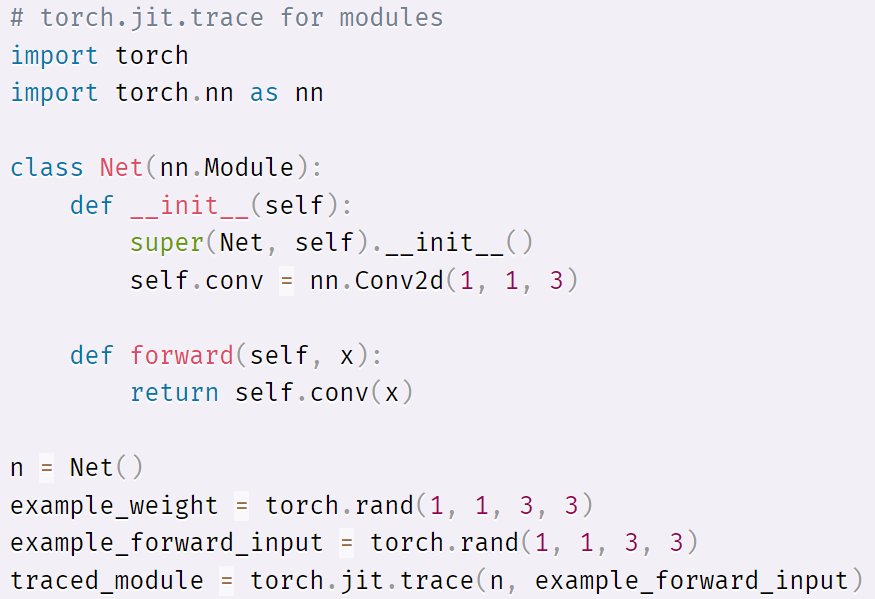 # torch.jit.trace for modules
import torch
import torch.nn as nn
class Net(nn.Module):
def __init__(self):
super(Net, self).__init__()
self.conv = nn.Conv2d(1, 1, 3)
def forward(self, x):
return self.conv(x)
n = Net()
example_weight = torch.rand(1, 1, 3, 3)
example_forward_input = torch.rand(1, 1, 3, 3)
traced_module = torch.jit.trace(n, example_forward_input)